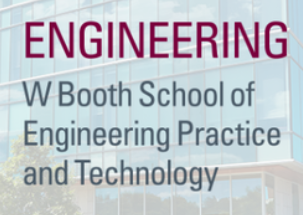 ENGINEERING
W Booth School of
Engineering Practice
and Technology